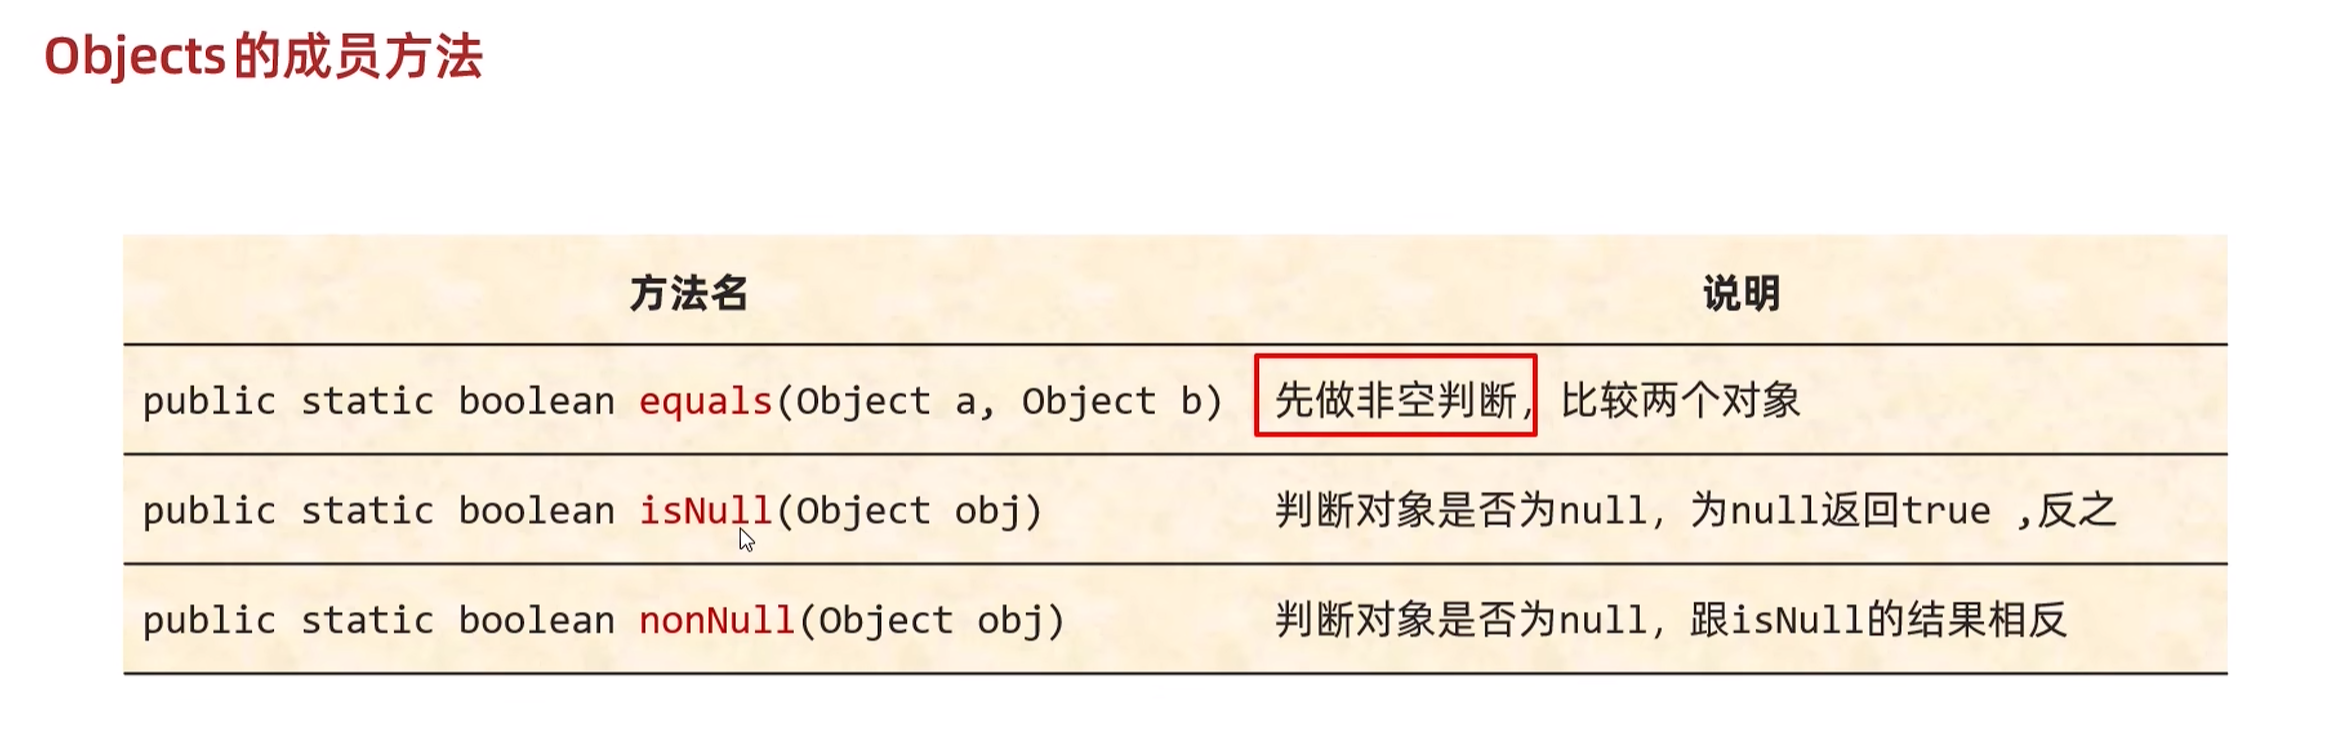 Objects的成员方法
方法名 说明
public static boolean equals(Object a, Object b) 先做非空判断，比较两个对象
public static boolean isNull(Object obj) 判断对象是否为null，为null返回true ,反之
public static boolean nonNull(Object obj) 判断对象是否为null，跟isNull的结果相反